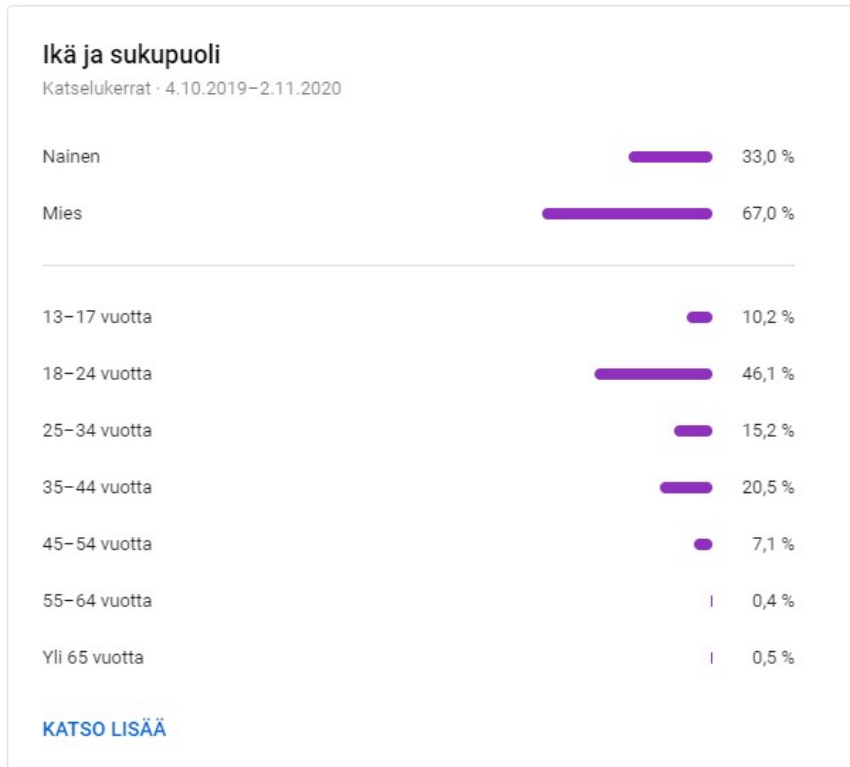 Ikä ja sukupuoli
Katselukerrat · 4.10.2019–2.11.2020
Nainen 33,0 %
Mies 67,0 %
13–17 vuotta 10,2 %
18–24 vuotta 46,1 %
25–34 vuotta 15,2 %
35–44 vuotta 20,5 %
45–54 vuotta 7,1 %
55–64 vuotta 0,4 %
Yli 65 vuotta 0,5 %
KATSO LISÄÄ